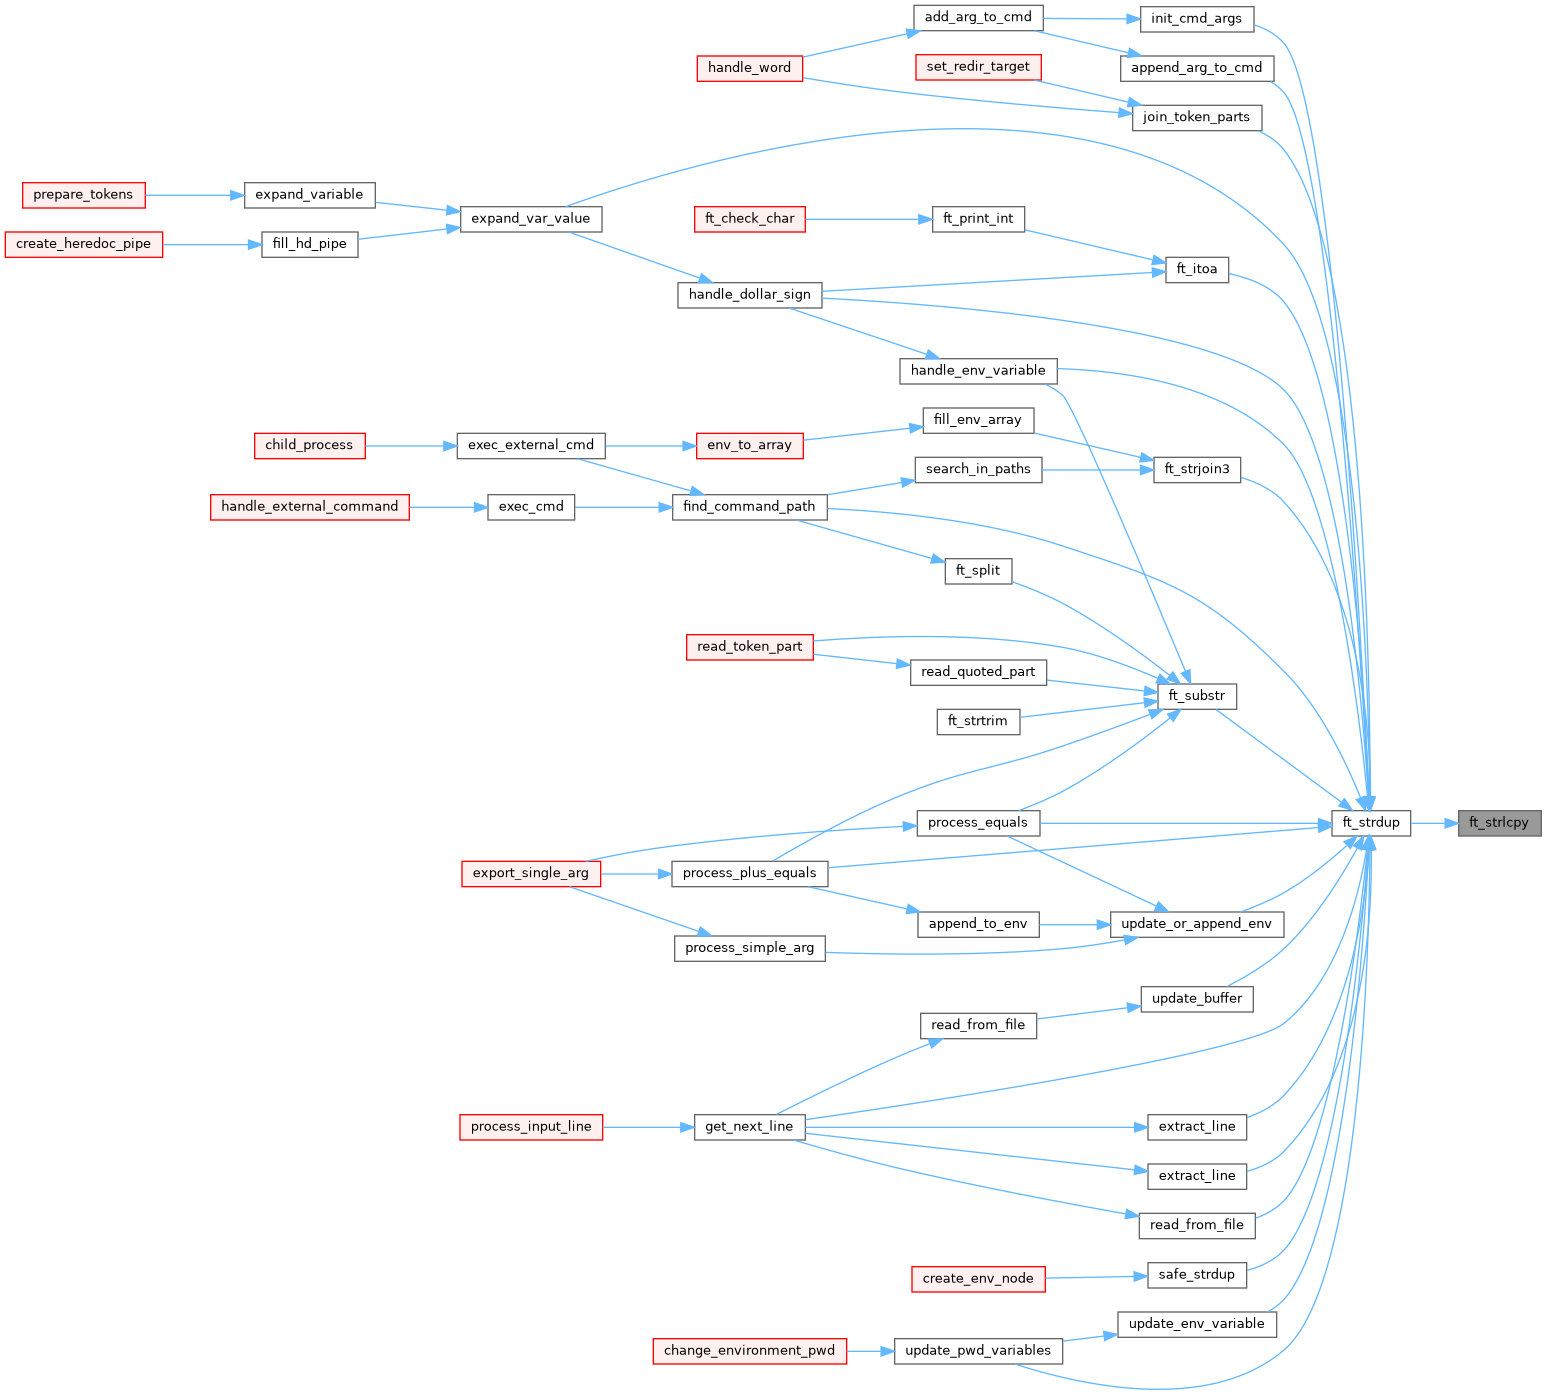 add_arg_to_cmd
init_cmd_args
handle_word
set_redir_target
append_arg_to_cmd
join_token_parts
prepare_tokens
expand_variable
expand_var_value
ft_check_char
ft_print_int
create_heredoc_pipe
fill_hd_pipe
ft_itoa
handle_dollar_sign
handle_env_variable
fill_env_array
child_process
exec_external_cmd
env_to_array
search_in_paths
ft_strjoin3
handle_external_command
exec_cmd
find_command_path
ft_split
read_token_part
read_quoted_part
ft_substr
ft_strtrim
process_equals
ft_strdup
ft_strlcpy
export_single_arg
process_plus_equals
append_to_env
update_or_append_env
process_simple_arg
update_buffer
read_from_file
process_input_line
get_next_line
extract_line
extract_line
read_from_file
create_env_node
safe_strdup
update_env_variable
change_environment_pwd
update_pwd_variables